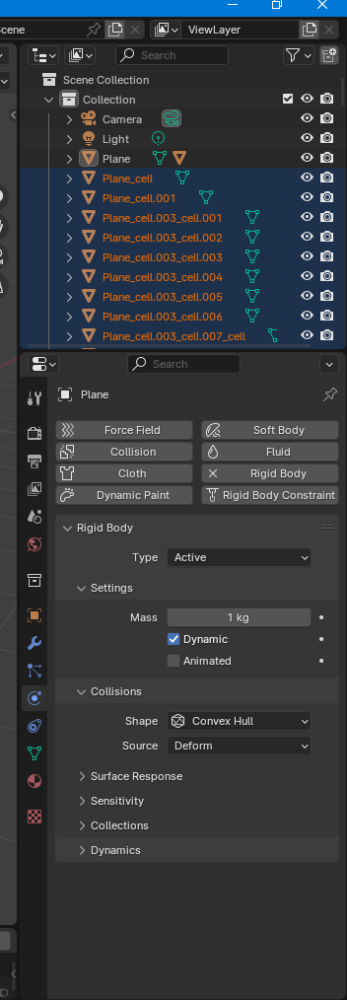 cene
ViewLayer
Search
Scene Collection
Collection
Camera
Light
Plane
Plane_cell
Plane_cell.001
Plane_cell.003_cell.001
Plane_cell.003_cell.002
Plane_cell.003_cell.003
Plane_cell.003_cell.004
Plane_cell.003_cell.005
Plane_cell.003_cell.006
Plane_cell.003_cell.007_cell
Search
Plane
Force Field Soft Body
Collision Fluid
Cloth Rigid Body
Dynamic Paint Rigid Body Constraint
Rigid Body
Type Active
Settings
Mass 1 kg
Dynamic
Animated
Collisions
Shape Convex Hull
Source Deform
Surface Response
Sensitivity
Collections
Dynamics